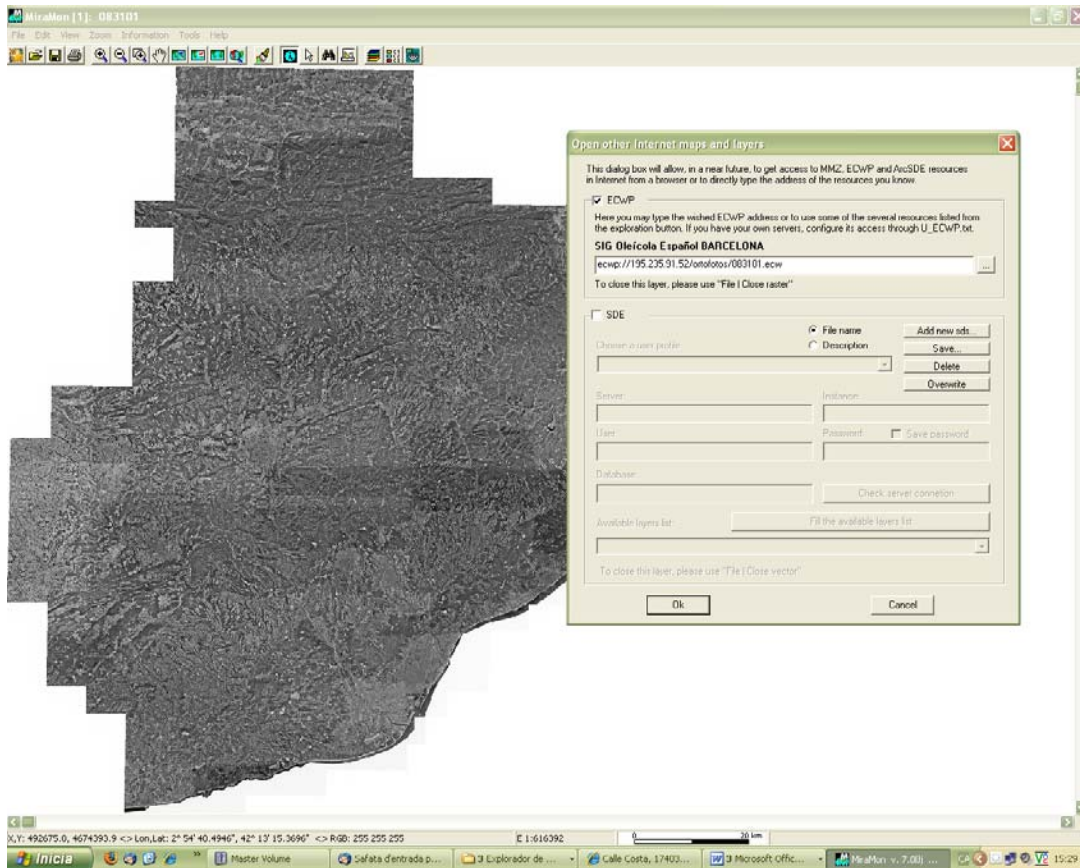 MiraMon [1]: 083101
File Edit View Zoom Information Tools Help
Open other Internet maps and layers
This dialog box will allow, in a near future, to get access to MMZ, ECWP and ArcSDE resources
in Internet from a browser or to directly type the address of the resources you know.
ECWP
Here you may type the wished ECWP address or to use some of the several resources listed from
the exploration button. If you have your own servers, configure its access through U_ECWP.txt.
SIG Oleícola Español BARCELONA
ecwp://195.235.91.52/ortofotos/083101.ecw
...
To close this layer, please use "File | Close raster"
SDE
File name
Add new sds...
Choose a user profile:
Description
Save...
Delete
Overwrite
Server:
Instance:
User:
Password:
Save password
Database:
Check server connetion
Available layers list:
Fill the available layers list
To close this layer, please use "File | Close vector"
Ok
Cancel
X,Y: 492675.0, 4674393.9 <> Lon,Lat: 2° 54' 40.4946", 42° 13' 15.3696" <> RGB: 255 255 255
E 1:616392
0
20 km
Inicia
Master Volume
Safata d'entrada p...
3 Explorador de ...
Calle Costa, 17403...
3 Microsoft Offic...
MiraMon v. 7.00j ...
CA
15:29